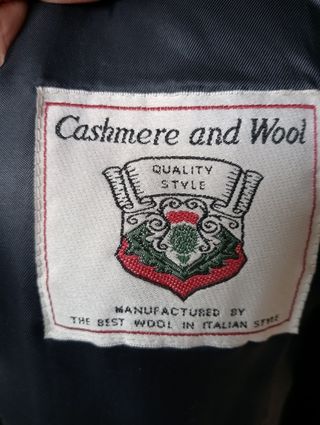 Cashmere and Wool
QUALITY
STYLE
MANUFACTURED BY
THE BEST WOOL IN ITALIAN STYLE